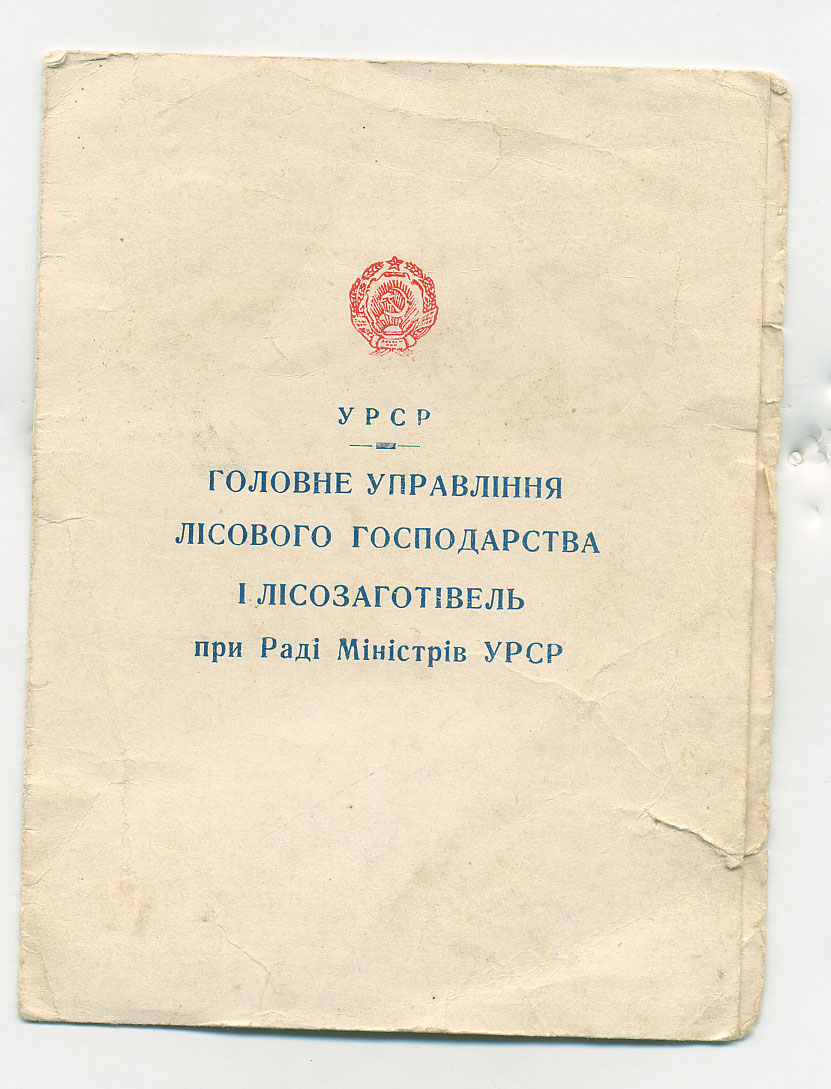 УРСР
ГОЛОВНЕ УПРАВЛІННЯ
ЛІСОВОГО ГОСПОДАРСТВА
І ЛІСОЗАГОТІВЕЛЬ
при Раді Міністрів УРСР